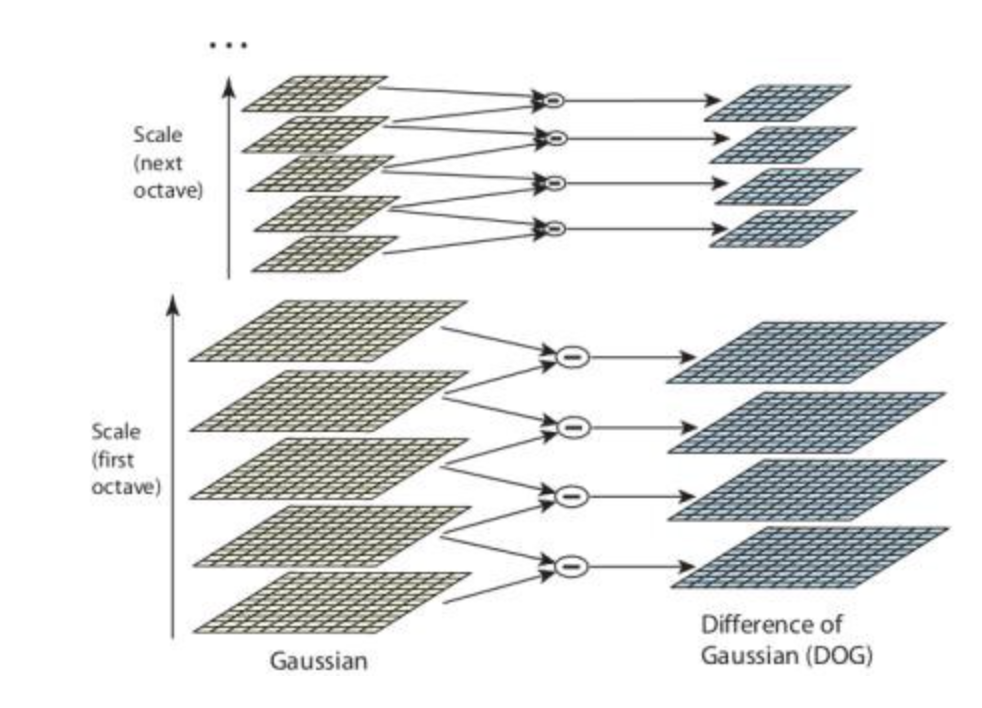 ...
Scale
(next
octave)
Scale
(first
octave)
Gaussian
Difference of
Gaussian (DOG)